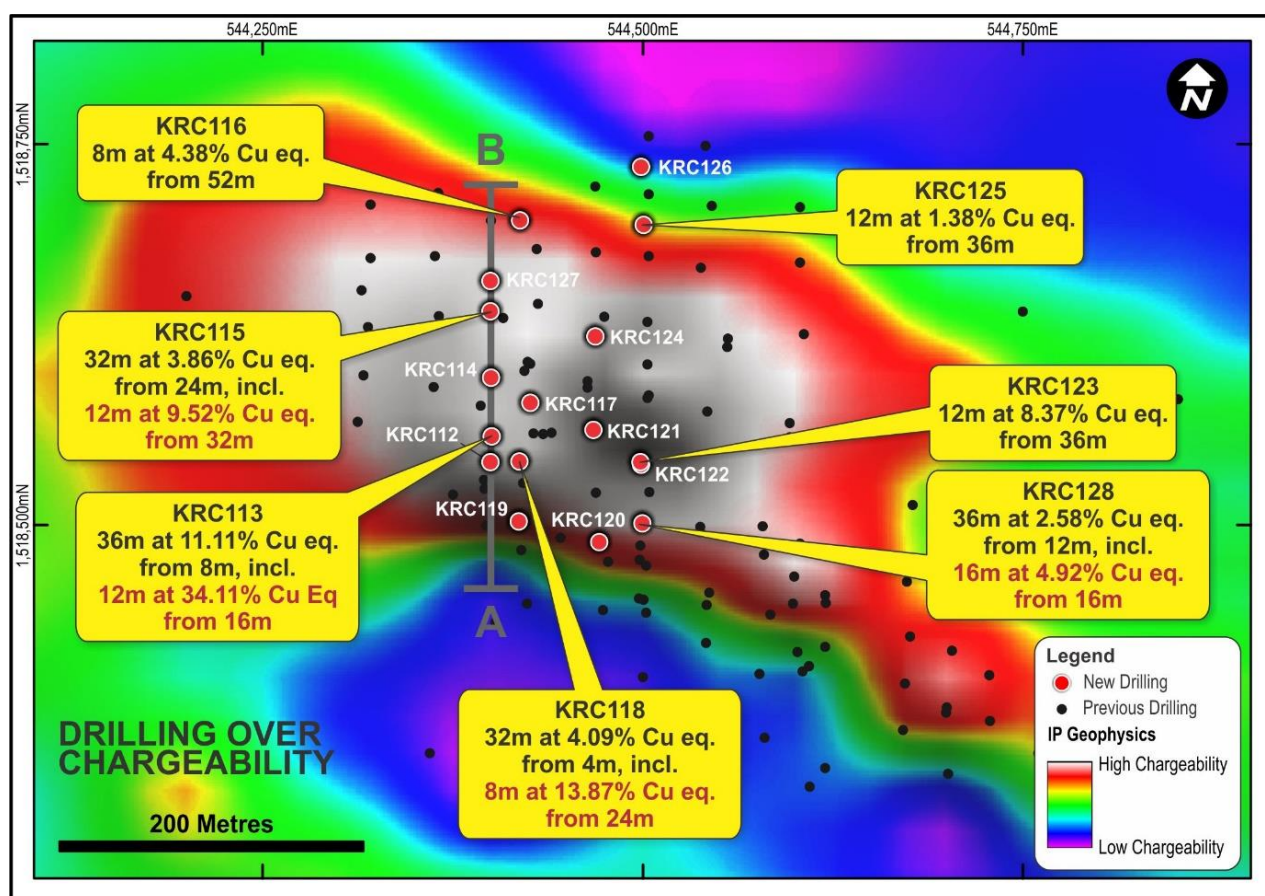 544,250mE
544,500mE
544,750mE
1,518,750mN
1,518,500mN
N
KRC116
8m at 4.38% Cu eq.
from 52m
B
KRC126
KRC125
12m at 1.38% Cu eq.
from 36m
KRC127
KRC115
32m at 3.86% Cu eq.
from 24m, incl.
12m at 9.52% Cu eq.
from 32m
KRC124
KRC114
KRC117
KRC123
12m at 8.37% Cu eq.
from 36m
KRC112
KRC121
KRC122
KRC113
36m at 11.11% Cu eq.
from 8m, incl.
12m at 34.11% Cu Eq
from 16m
KRC119
KRC120
KRC128
36m at 2.58% Cu eq.
from 12m, incl.
16m at 4.92% Cu eq.
from 16m
A
KRC118
32m at 4.09% Cu eq.
from 4m, incl.
8m at 13.87% Cu eq.
from 24m
DRILLING OVER
CHARGEABILITY
200 Metres
Legend
New Drilling
Previous Drilling
IP Geophysics
High Chargeability
Low Chargeability